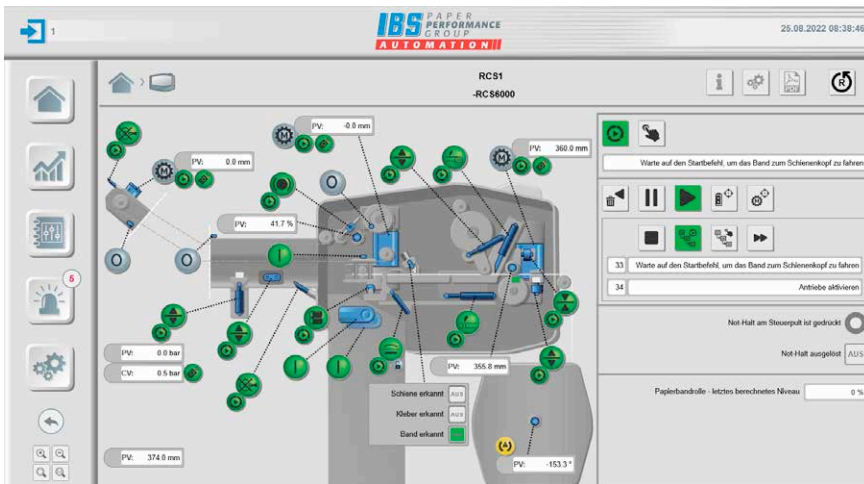 1
IBS PAPER PERFORMANCE GROUP
AUTOMATION
25.08.2022 08:38:46
RCS1
-RCS6000
PDF
R
PV: -0.0 mm
PV: 0.0 mm
PV: 360.0 mm
PV: 41.7 %
Warte auf den Startbefehl, um das Band zum Schienenkopf zu fahren
33 Warte auf den Startbefehl, um das Band zum Schienenkopf zu fahren
34 Antriebe aktivieren
5
Not-Halt am Steuerpult ist gedrückt
Not-Halt ausgelöst AUS
PV: 0.0 bar
CV: 0.5 bar
PV: 355.8 mm
Schiene erkannt AUS
Kleber erkannt AUS
Band erkannt
Papierbandrolle - letztes berechnetes Niveau 0 %
PV: 374.0 mm
PV: -153.3 °